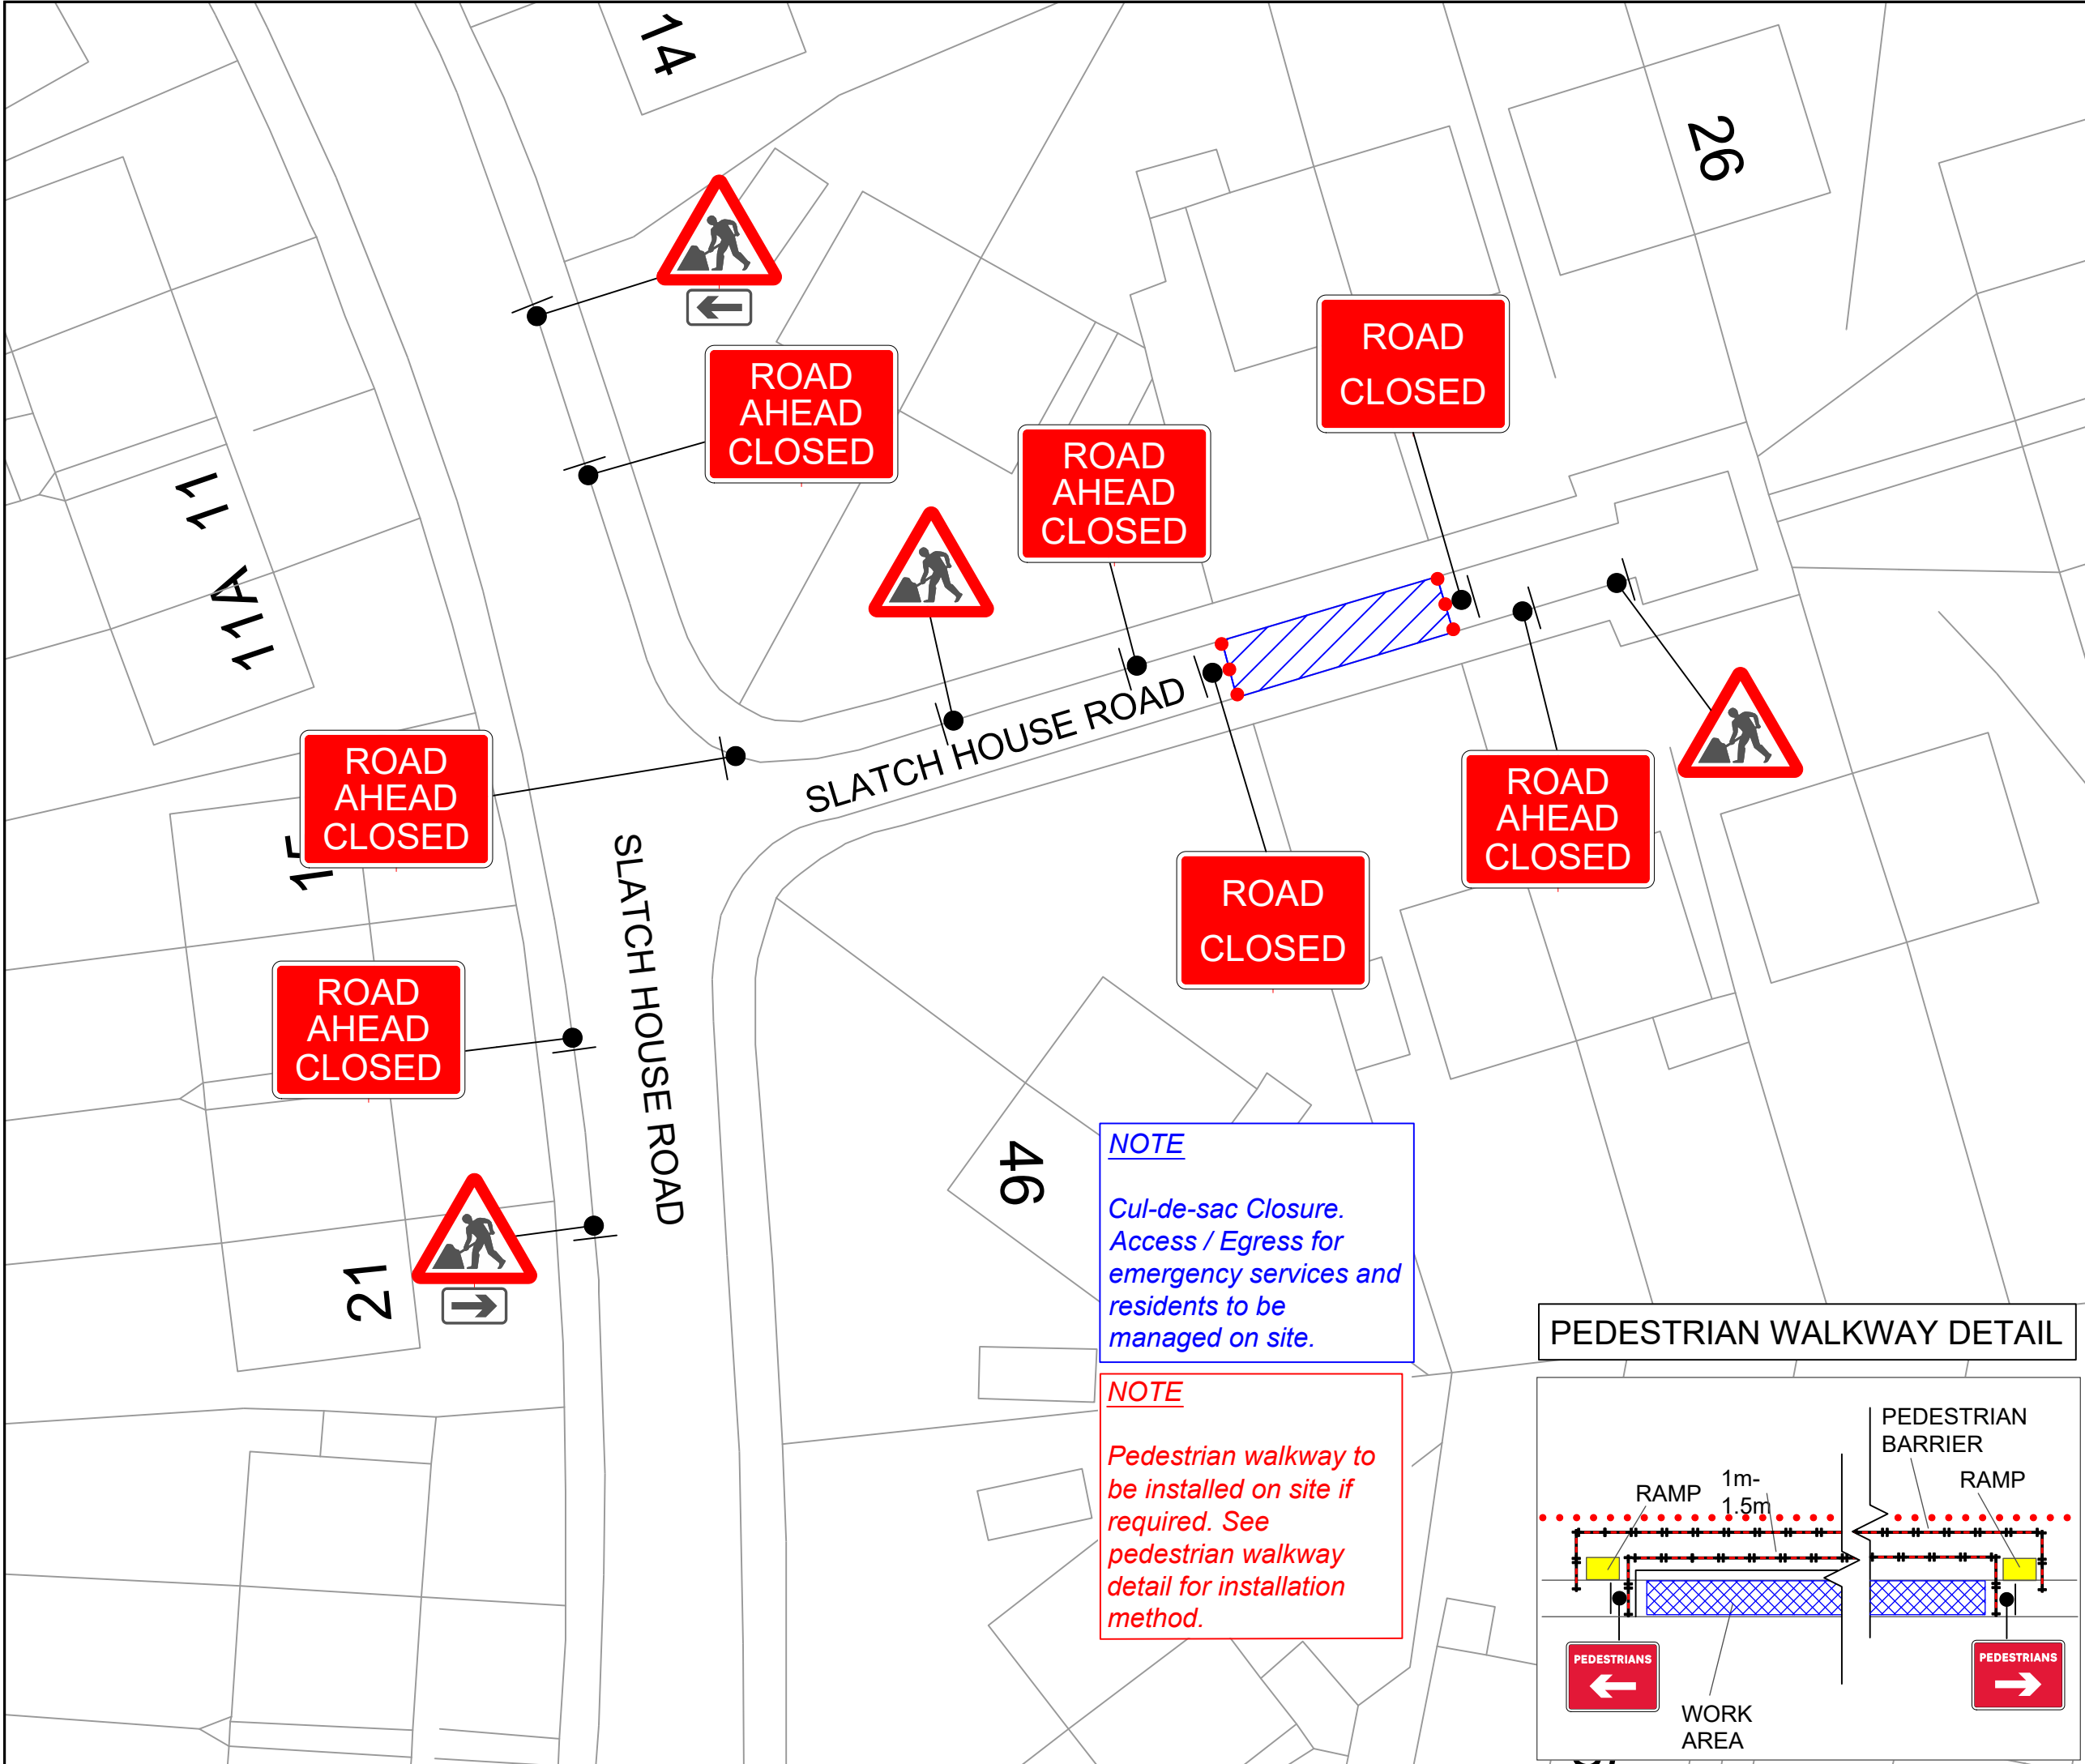 14
26
ROAD
CLOSED
ROAD
AHEAD
CLOSED
ROAD
AHEAD
CLOSED
11
11A
SLATCH HOUSE ROAD
ROAD
AHEAD
CLOSED
ROAD
AHEAD
CLOSED
15
SLATCH HOUSE ROAD
ROAD
CLOSED
ROAD
AHEAD
CLOSED
46
21
NOTE
Cul-de-sac Closure.
Access / Egress for
emergency services and
residents to be
managed on site.
NOTE
Pedestrian walkway to
be installed on site if
required. See
pedestrian walkway
detail for installation
method.
PEDESTRIAN WALKWAY DETAIL
PEDESTRIAN
BARRIER
RAMP
1m-
1.5m
RAMP
PEDESTRIANS
PEDESTRIANS
WORK
AREA